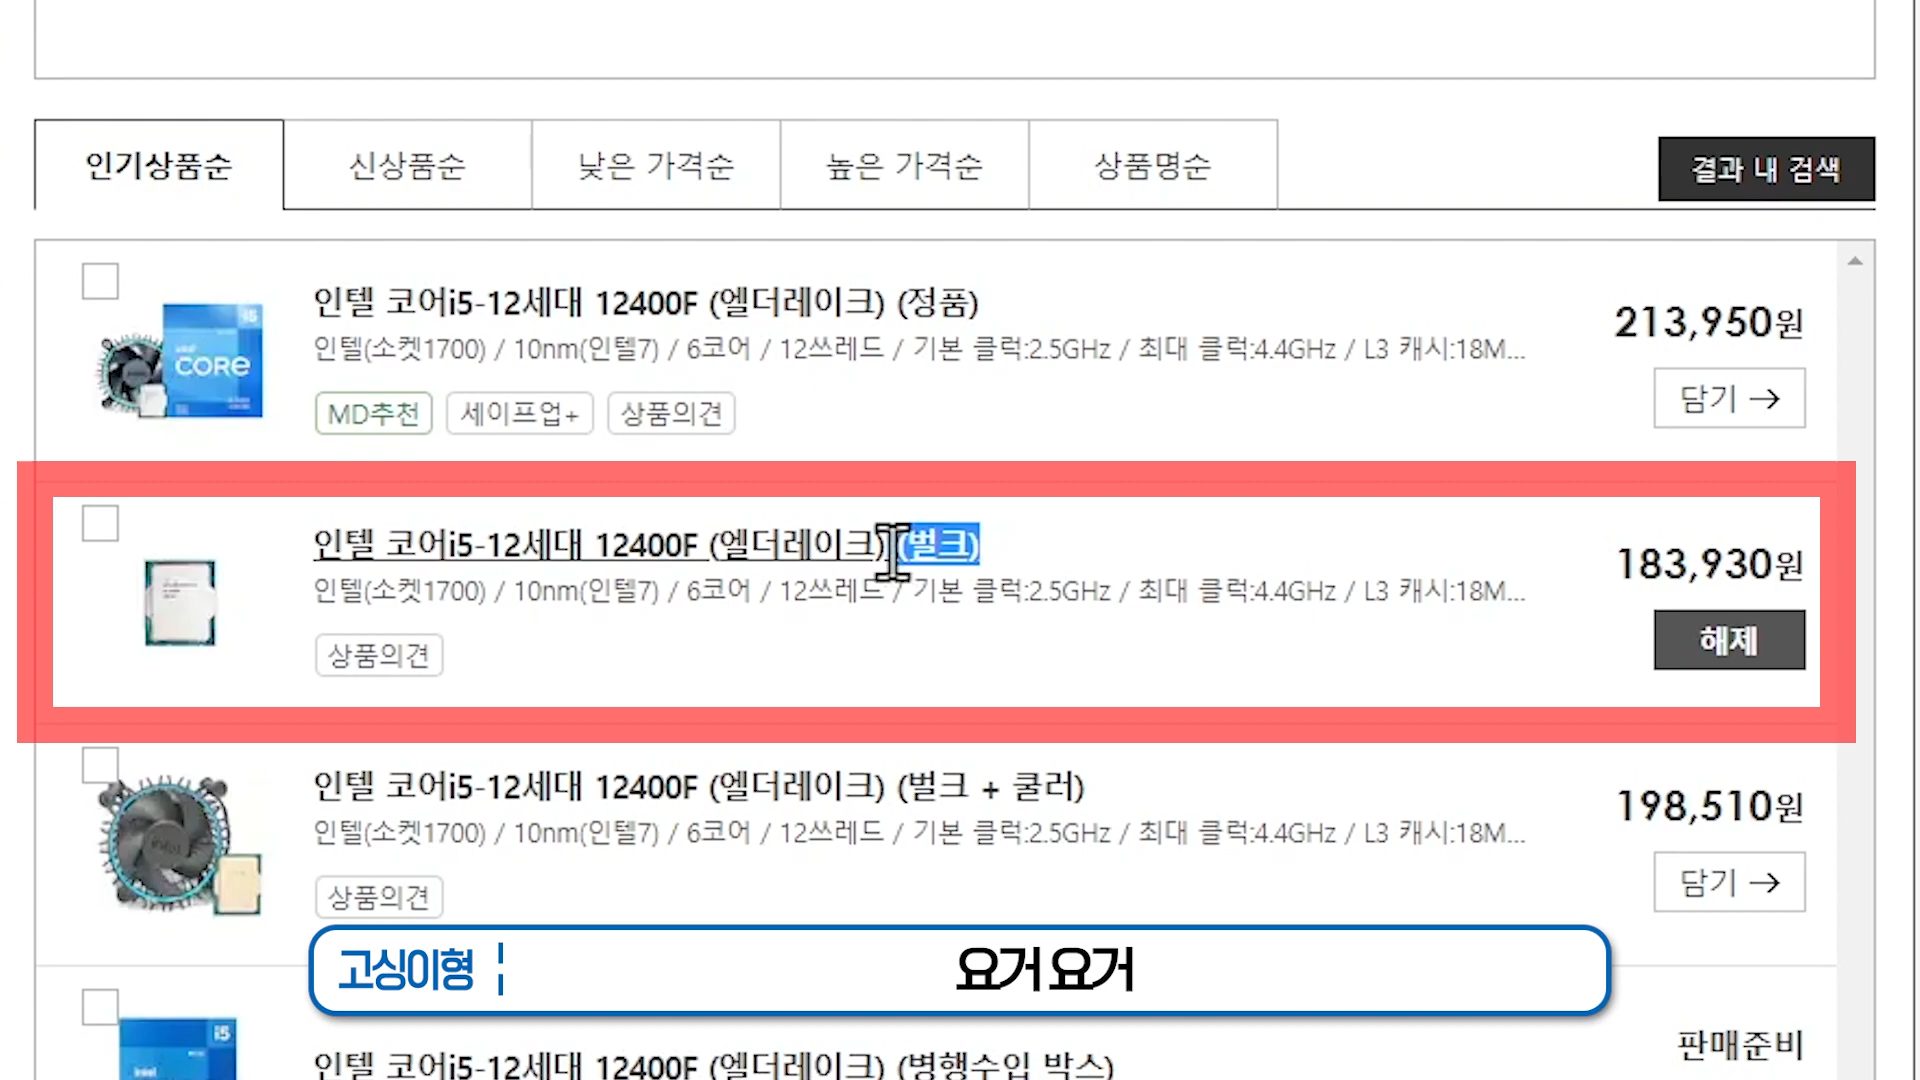 인기상품순
신상품순
낮은 가격순
높은 가격순
상품명순
결과 내 검색
인텔 코어i5-12세대 12400F (엘더레이크) (정품)
213,950원
인텔(소켓1700) / 10nm(인텔7) / 6코어 / 12쓰레드 / 기본 클럭:2.5GHz / 최대 클럭:4.4GHz / L3 캐시:18M...
i5
CORE
MD추천
세이프업+
상품의견
담기 →
인텔 코어i5-12세대 12400F (엘더레이크) (벌크)
183,930원
인텔(소켓1700) / 10nm(인텔7) / 6코어 / 12쓰레드 / 기본 클럭:2.5GHz / 최대 클럭:4.4GHz / L3 캐시:18M...
해제
상품의견
인텔 코어i5-12세대 12400F (엘더레이크) (벌크 + 쿨러)
198,510원
인텔(소켓1700) / 10nm(인텔7) / 6코어 / 12쓰레드 / 기본 클럭:2.5GHz / 최대 클럭:4.4GHz / L3 캐시:18M...
담기 →
상품의견
고싱이형
요거 요거
i5
intel
판매준비
인텔 코어i5-12세대 12400F (엘더레이크) (병행수입 박스)